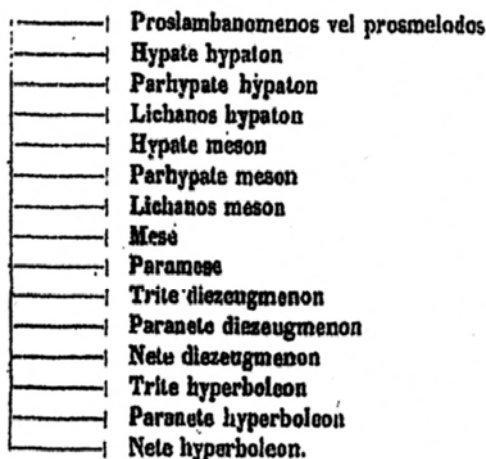 Proslambanomenos vel prosmelodos
Hypate hypaton
Parhypate hypaton
Lichanos hypaton
Hypate meson
Parhypate meson
Lichanos meson
Mese
Paramese
Trite diezeugmenon
Paranete diezeugmenon
Nete diezeugmenon
Trite hyperboleon
Paranete hyperboleon
Nete hyperboleon.